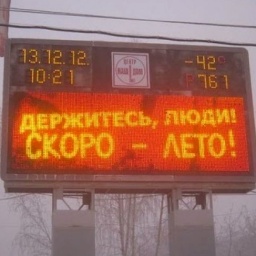 13.12.12. -42°
10:21 761
ДЕРЖИТЕСЬ, ЛЮДИ!
СКОРО - ЛЕТО!